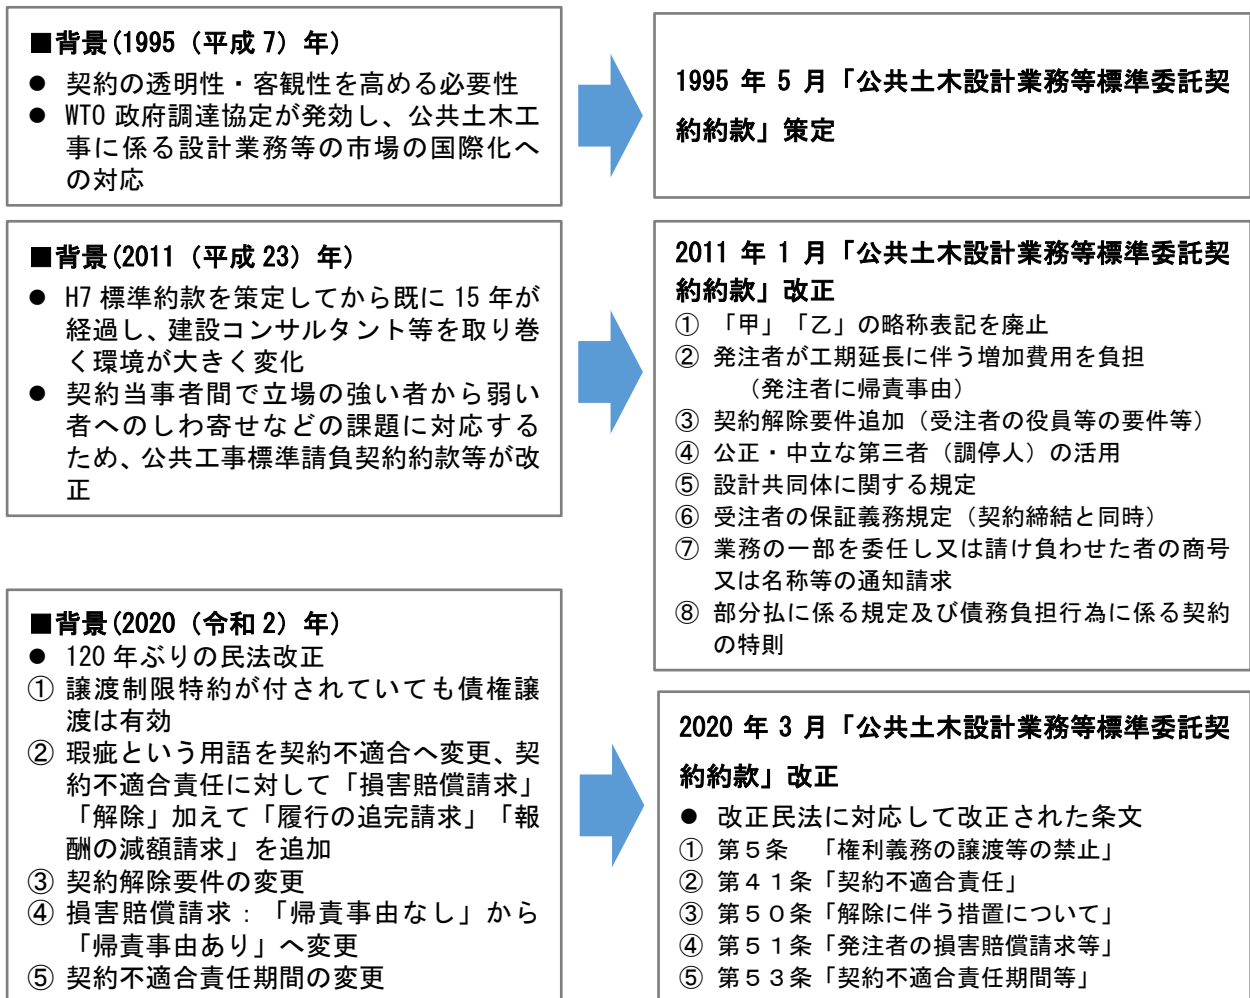 ■背景(1995（平成 7）年)
● 契約の透明性・客観性を高める必要性
● WTO 政府調達協定が発効し、公共土木工
事に係る設計業務等の市場の国際化へ
の対応
1995 年 5 月「公共土木設計業務等標準委託契
約約款」策定
■背景(2011（平成 23）年)
● H7 標準約款を策定してから既に 15 年が
経過し、建設コンサルタント等を取り巻
く環境が大きく変化
● 契約当事者間で立場の強い者から弱い
者へのしわ寄せなどの課題に対応する
ため、公共工事標準請負契約約款等が改
正
2011 年 1 月「公共土木設計業務等標準委託契
約約款」改正
① 「甲」「乙」の略称表記を廃止
② 発注者が工期延長に伴う増加費用を負担
（発注者に帰責事由）
③ 契約解除要件追加（受注者の役員等の要件等）
④ 公正・中立な第三者（調停人）の活用
⑤ 設計共同体に関する規定
⑥ 受注者の保証義務規定（契約締結と同時）
⑦ 業務の一部を委任し又は請け負わせた者の商号
又は名称等の通知請求
⑧ 部分払に係る規定及び債務負担行為に係る契約
の特則
■背景(2020（令和 2）年)
● 120 年ぶりの民法改正
① 譲渡制限特約が付されていても債権譲
渡は有効
② 瑕疵という用語を契約不適合へ変更、契
約不適合責任に対して「損害賠償請求」
「解除」加えて「履行の追完請求」「報
酬の減額請求」を追加
③ 契約解除要件の変更
④ 損害賠償請求：「帰責事由なし」から
「帰責事由あり」へ変更
⑤ 契約不適合責任期間の変更
2020 年 3 月「公共土木設計業務等標準委託契
約約款」改正
● 改正民法に対応して改正された条文
① 第５条　「権利義務の譲渡等の禁止」
② 第４１条「契約不適合責任」
③ 第５０条「解除に伴う措置について」
④ 第５１条「発注者の損害賠償請求等」
⑤ 第５３条「契約不適合責任期間等」